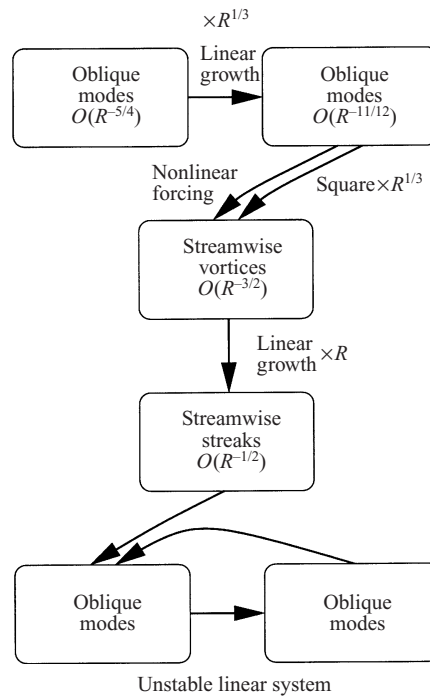 ×R^{1/3}
Linear
growth
Oblique
modes
O(R^{–5/4})
Oblique
modes
O(R^{–11/12})
Nonlinear
forcing
Square×R^{1/3}
Streamwise
vortices
O(R^{–3/2})
Linear
growth ×R
Streamwise
streaks
O(R^{–1/2})
Oblique
modes
Oblique
modes
Unstable linear system